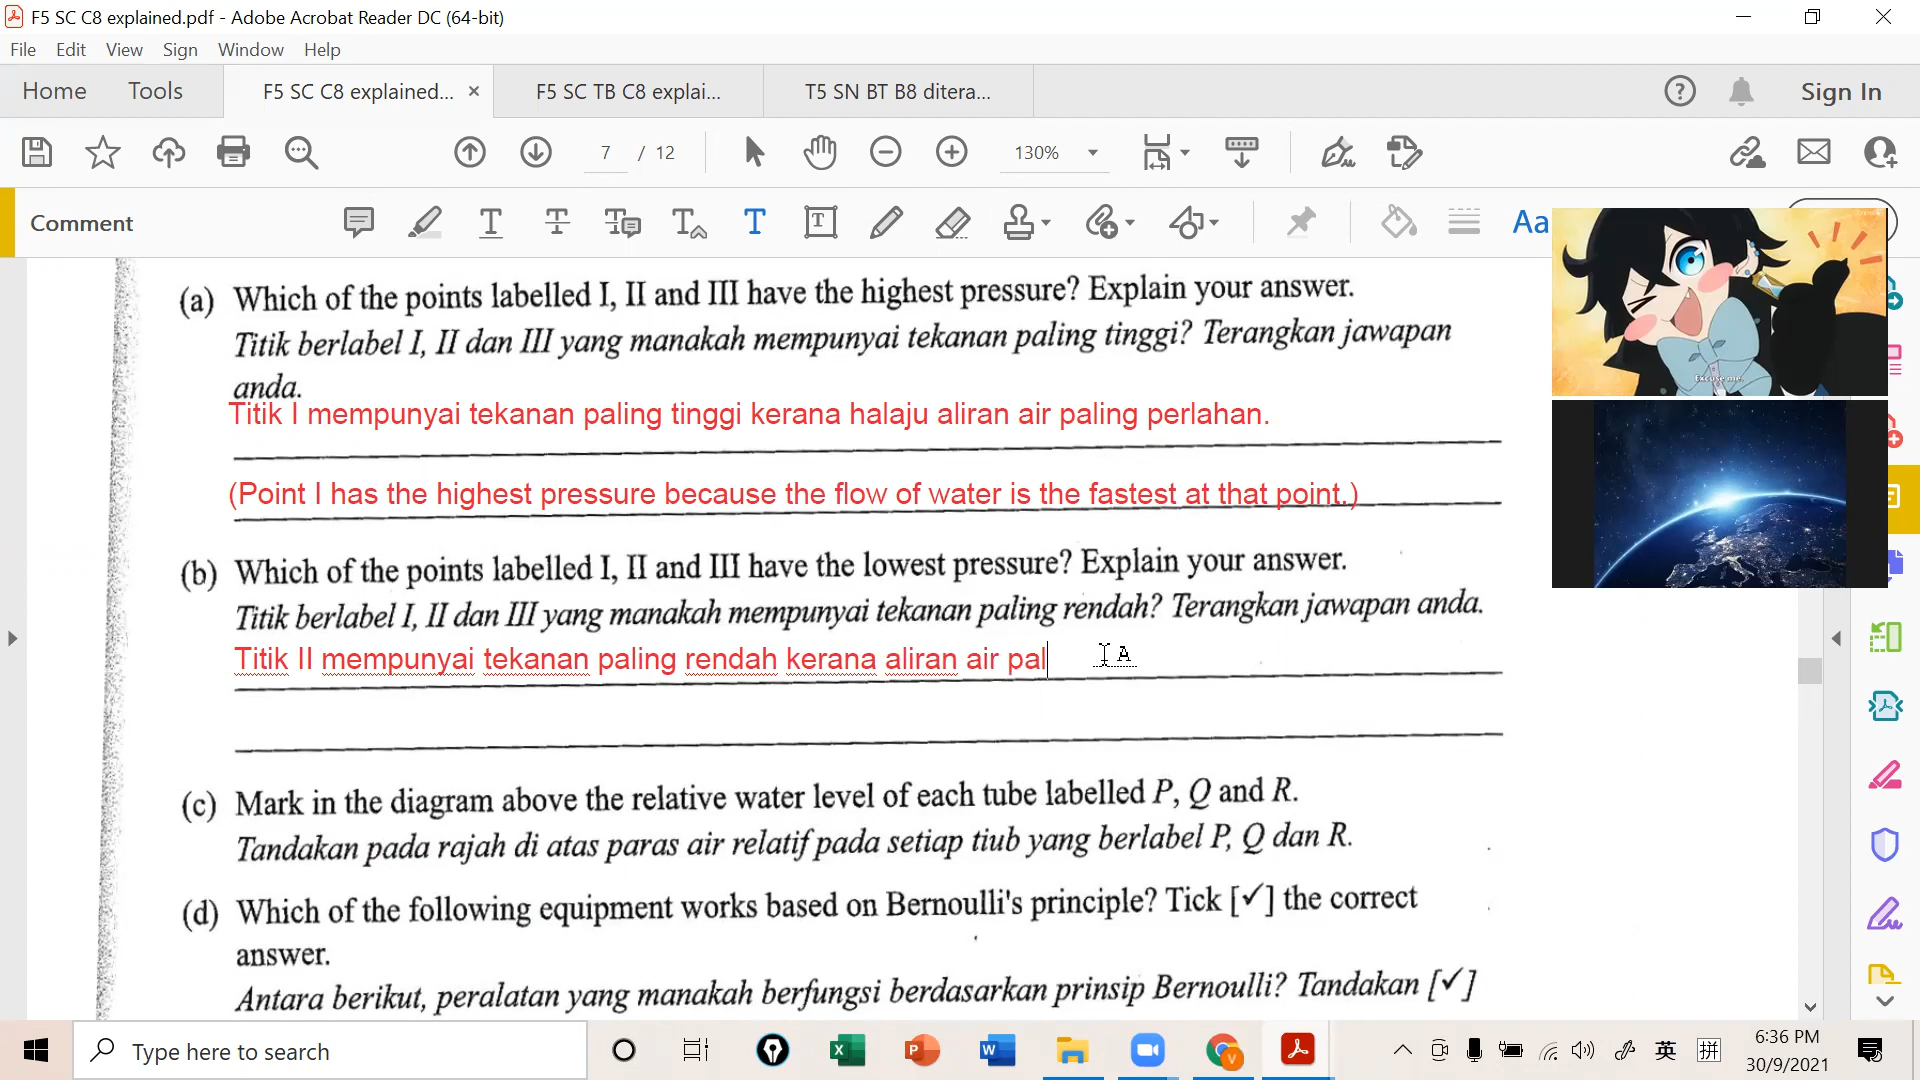 F5 SC C8 explained.pdf - Adobe Acrobat Reader DC (64-bit)
File Edit View Sign Window Help
Home Tools F5 SC C8 explained... × F5 SC TB C8 explai... T5 SN BT B8 ditera... Sign In
7 / 12 130%
Comment Aa
(a) Which of the points labelled I, II and III have the highest pressure? Explain your answer.
Titik berlabel I, II dan III yang manakah mempunyai tekanan paling tinggi? Terangkan jawapan
anda.
Titik I mempunyai tekanan paling tinggi kerana halaju aliran air paling perlahan.
(Point I has the highest pressure because the flow of water is the fastest at that point.)
(b) Which of the points labelled I, II and III have the lowest pressure? Explain your answer.
Titik berlabel I, II dan III yang manakah mempunyai tekanan paling rendah? Terangkan jawapan anda.
Titik II mempunyai tekanan paling rendah kerana aliran air pal
(c) Mark in the diagram above the relative water level of each tube labelled P, Q and R.
Tandakan pada rajah di atas paras air relatif pada setiap tiub yang berlabel P, Q dan R.
(d) Which of the following equipment works based on Bernoulli's principle? Tick [✓] the correct
answer.
Antara berikut, peralatan yang manakah berfungsi berdasarkan prinsip Bernoulli? Tandakan [✓]
Excuse me.
Type here to search
英 拼
6:36 PM
30/9/2021